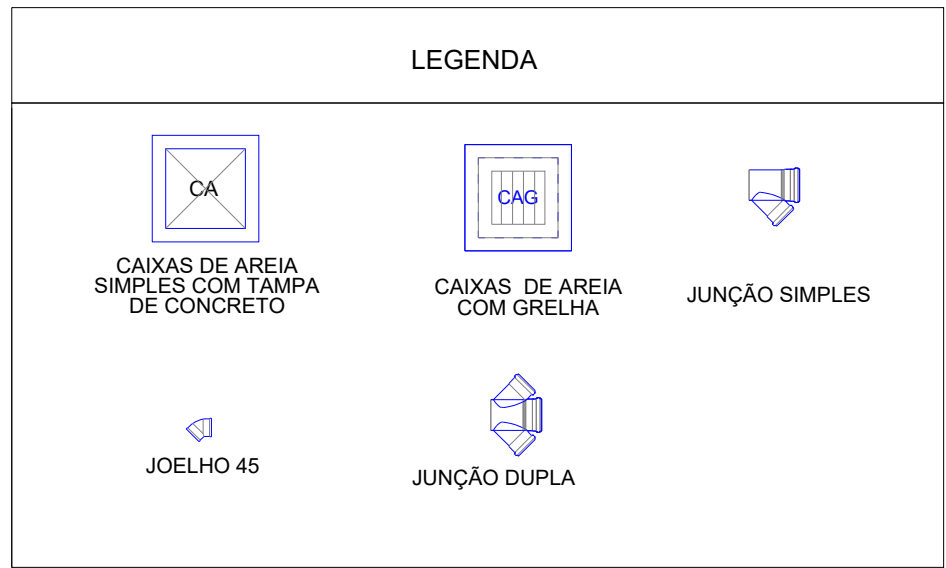 LEGENDA
CA
CAIXAS DE AREIA
SIMPLES COM TAMPA
DE CONCRETO
CAG
CAIXAS DE AREIA
COM GRELHA
JUNÇÃO SIMPLES
JOELHO 45
JUNÇÃO DUPLA